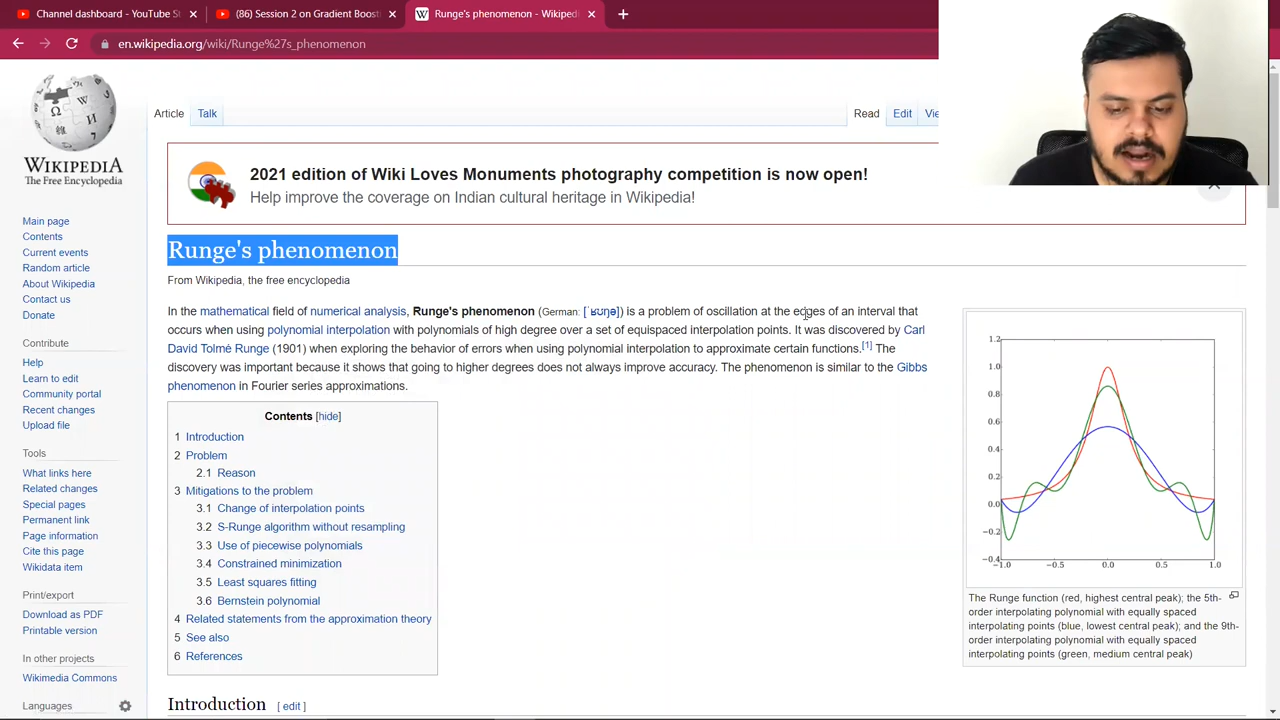 Channel dashboard - YouTube St
(86) Session 2 on Gradient Boosti
Runge's phenomenon - Wikipedi
en.wikipedia.org/wiki/Runge%27s_phenomenon
WIKIPEDIA
The Free Encyclopedia
Main page
Contents
Current events
Random article
About Wikipedia
Contact us
Donate
Contribute
Help
Learn to edit
Community portal
Recent changes
Upload file
Tools
What links here
Related changes
Special pages
Permanent link
Page information
Cite this page
Wikidata item
Print/export
Download as PDF
Printable version
In other projects
Wikimedia Commons
Languages
Article Talk
Read Edit Vie
2021 edition of Wiki Loves Monuments photography competition is now open!
Help improve the coverage on Indian cultural heritage in Wikipedia!
Runge's phenomenon
From Wikipedia, the free encyclopedia
In the mathematical field of numerical analysis, Runge's phenomenon (German: [ˈʁʊŋə]) is a problem of oscillation at the edges of an interval that
occurs when using polynomial interpolation with polynomials of high degree over a set of equispaced interpolation points. It was discovered by Carl
David Tolmé Runge (1901) when exploring the behavior of errors when using polynomial interpolation to approximate certain functions.[1] The
discovery was important because it shows that going to higher degrees does not always improve accuracy. The phenomenon is similar to the Gibbs
phenomenon in Fourier series approximations.
Contents [hide]
1 Introduction
2 Problem
2.1 Reason
3 Mitigations to the problem
3.1 Change of interpolation points
3.2 S-Runge algorithm without resampling
3.3 Use of piecewise polynomials
3.4 Constrained minimization
3.5 Least squares fitting
3.6 Bernstein polynomial
4 Related statements from the approximation theory
5 See also
6 References
Introduction [ edit ]
1.2
1.0
0.8
0.6
0.4
0.2
0.0
−0.2
−0.4
−1.0 −0.5 0.0 0.5 1.0
The Runge function (red, highest central peak); the 5th-
order interpolating polynomial with equally spaced
interpolating points (blue, lowest central peak); and the 9th-
order interpolating polynomial with equally spaced
interpolating points (green, medium central peak)